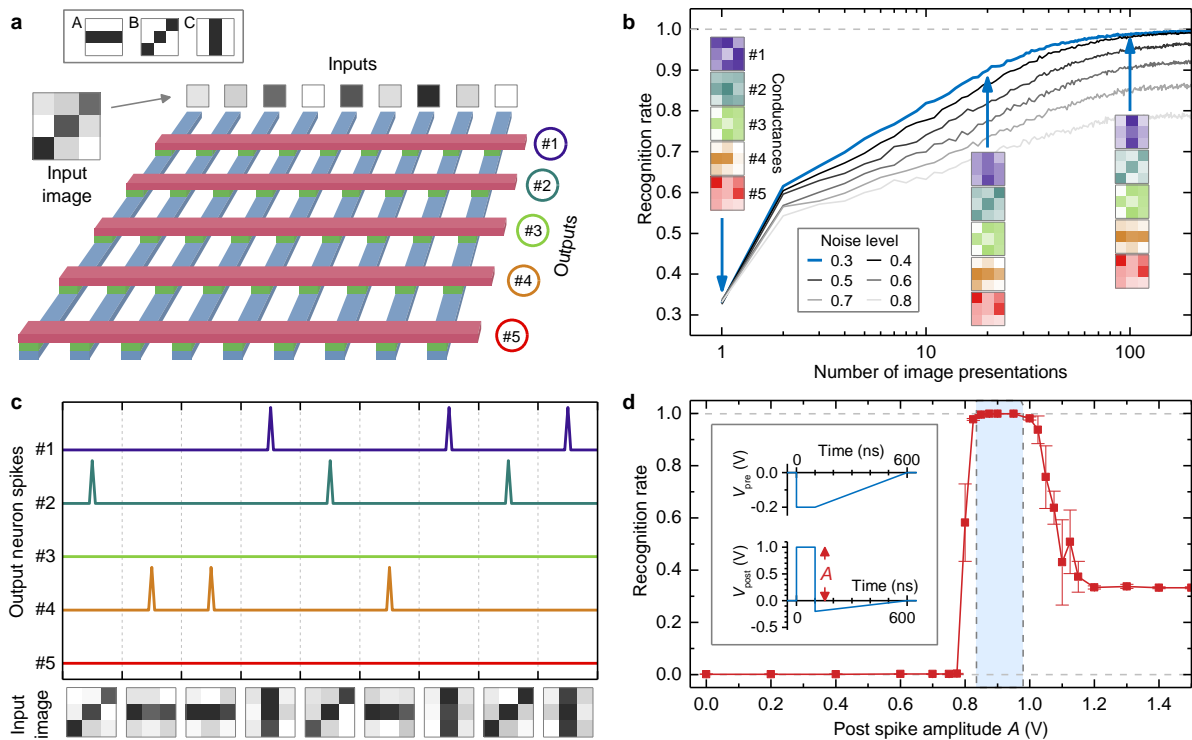 a
A B C
Inputs
Input
image
#1
#2
#3
#4
#5
Outputs
b
Recognition rate
1.0
0.9
0.8
0.7
0.6
0.5
0.4
0.3
#1
#2
#3
#4
#5
Conductances
Noise level
0.3 0.4
0.5 0.6
0.7 0.8
1 10 100
Number of image presentations
c
Output neuron spikes
#1
#2
#3
#4
#5
Input
image
d
Recognition rate
1.0
0.8
0.6
0.4
0.2
0.0
Time (ns)
0 600
0.0
-0.2
Vpre (V)
1.0
0.5
0.0
-0.5
Vpost (V)
A
Time (ns)
0 600
0.0 0.2 0.4 0.6 0.8 1.0 1.2 1.4
Post spike amplitude A (V)